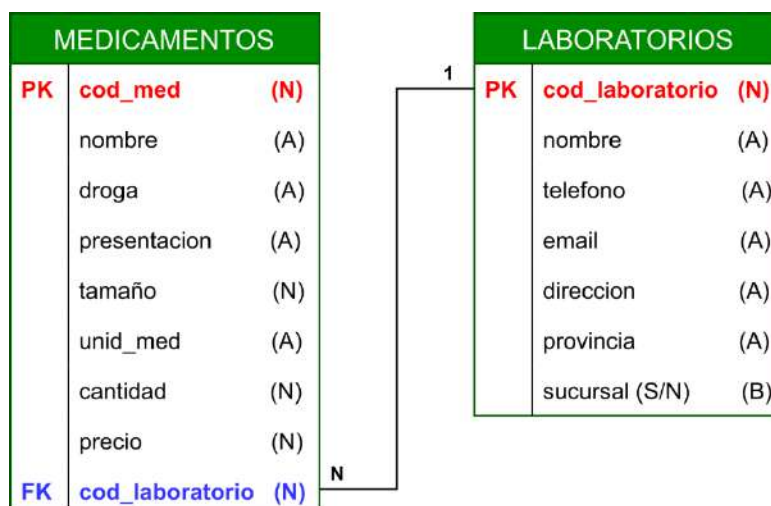 MEDICAMENTOS
PK cod_med (N)
nombre (A)
droga (A)
presentacion (A)
tamaño (N)
unid_med (A)
cantidad (N)
precio (N)
FK cod_laboratorio (N)
N
1
LABORATORIOS
PK cod_laboratorio (N)
nombre (A)
telefono (A)
email (A)
direccion (A)
provincia (A)
sucursal (S/N) (B)